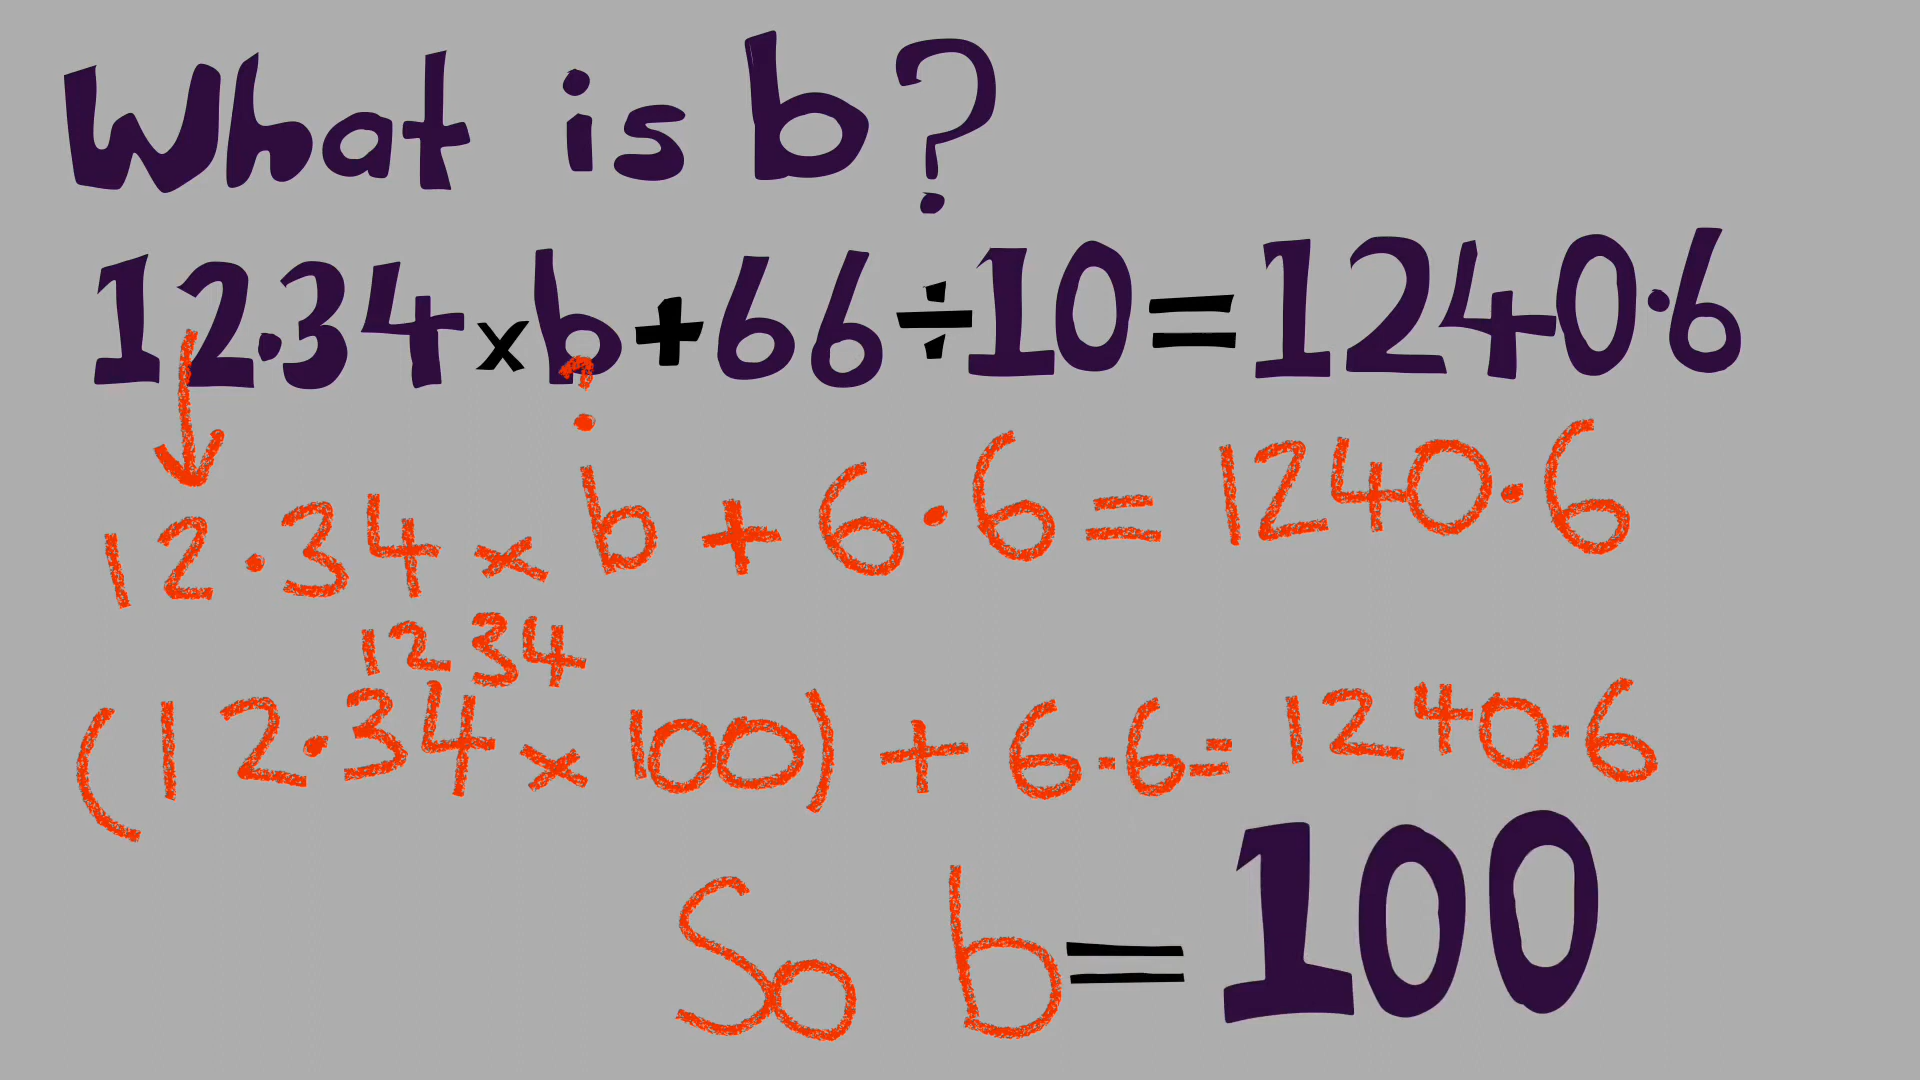 What is b?
12.34 x b + 66 ÷ 10 = 1240.6
?
12.34 x b + 6.6 = 1240.6
1234
(12.34 x 100) + 6.6 = 1240.6
So b = 100